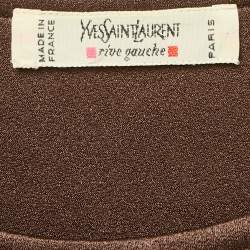 MADE IN
FRANCE
YVESSAINTLAURENT
rive gauche
PARIS